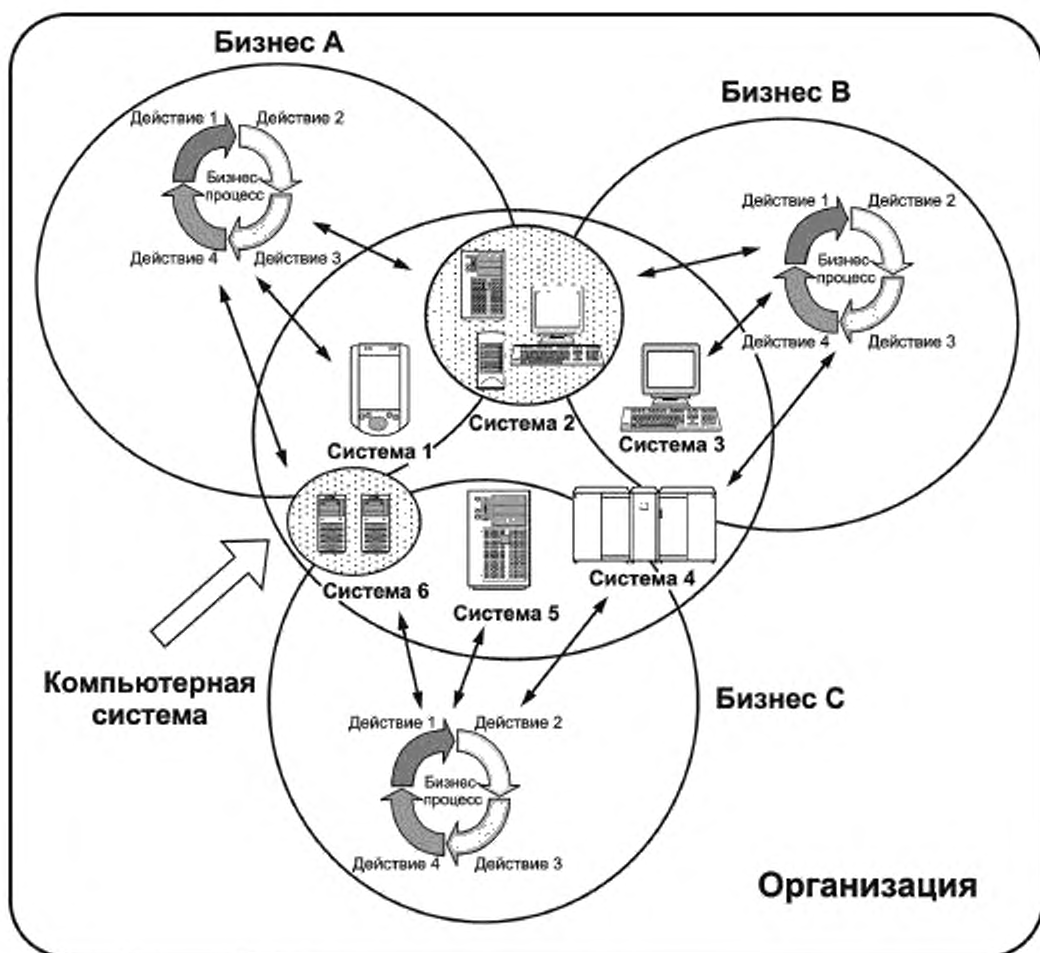 Бизнес А
Бизнес В
Действие 1
Действие 2
Бизнес-
процесс
Действие 4
Действие 3
Действие 1
Действие 2
Бизнес-
процесс
Действие 4
Действие 3
Система 2
Система 3
Система 1
Система 4
Система 6
Система 5
Компьютерная
система
Бизнес С
Действие 1
Действие 2
Бизнес-
процесс
Действие 4
Действие 3
Организация